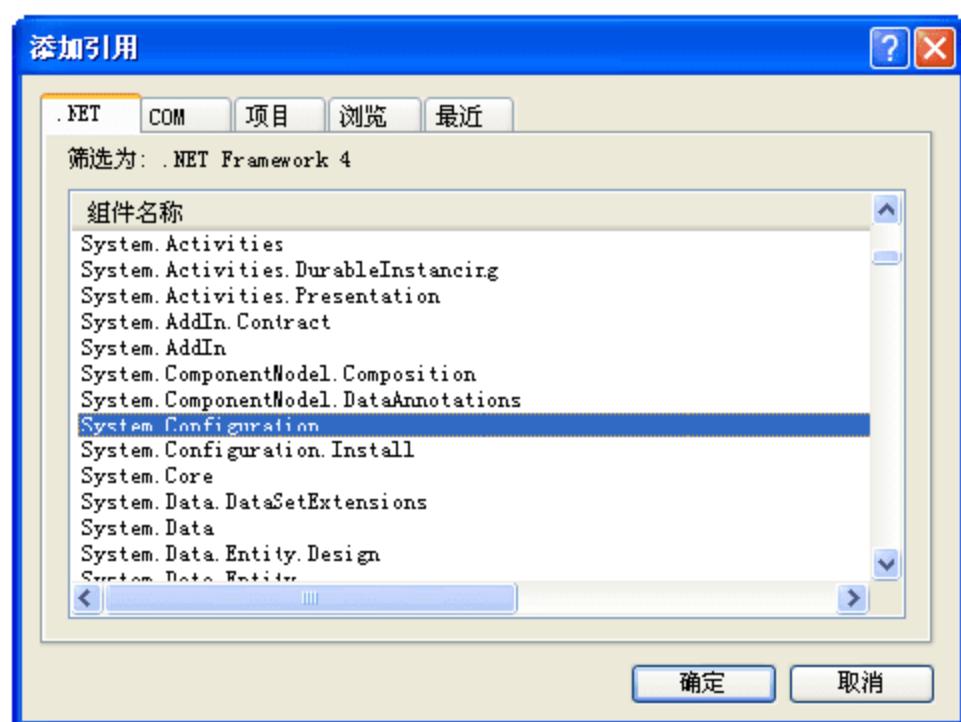 添加引用
.NET COM 项目 浏览 最近
筛选为: .NET Framework 4
组件名称
System.Activities
System.Activities.DurableInstancing
System.Activities.Presentation
System.AddIn.Contract
System.AddIn
System.ComponentModel.Composition
System.ComponentModel.DataAnnotations
System.Configuration
System.Configuration.Install
System.Core
System.Data.DataSetExtensions
System.Data
System.Data.Entity.Design
System.Data.Entity
确定 取消